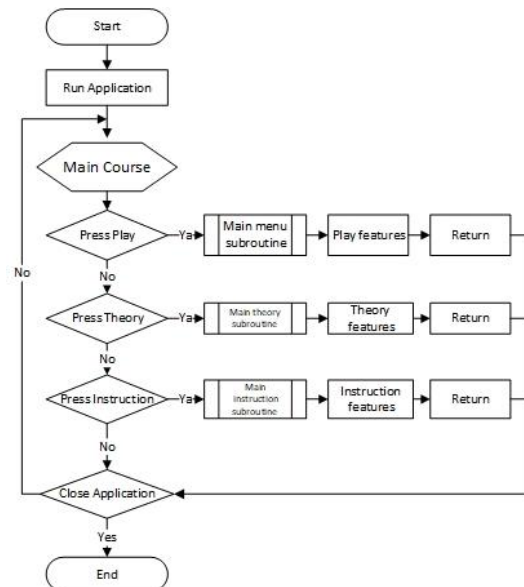 Start
Run Application
Main Course
Press Play
Ya
Main menu
subroutine
Play features
Return
No
No
Press Theory
Ya
Main theory
subroutine
Theory
features
Return
No
Press Instruction
Ya
Main
instruction
subroutine
Instruction
features
Return
No
Close Application
Yes
End